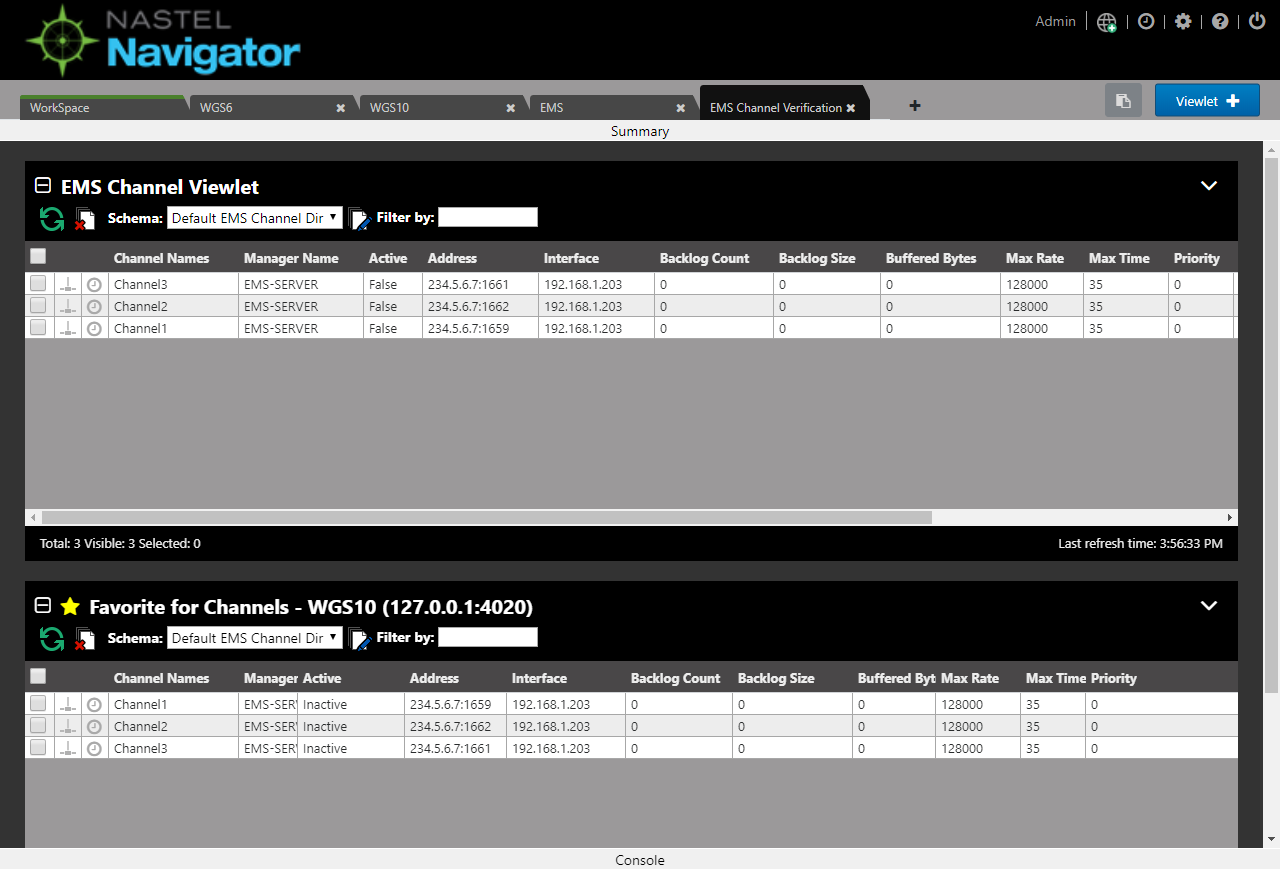 NASTEL
Navigator
Admin
WorkSpace WGS6 WGS10 EMS EMS Channel Verification
Viewlet
Summary
EMS Channel Viewlet
Schema: Default EMS Channel Dir Filter by:
Channel Names Manager Name Active Address Interface Backlog Count Backlog Size Buffered Bytes Max Rate Max Time Priority
Channel3 EMS-SERVER False 234.5.6.7:1661 192.168.1.203 0 0 0 128000 35 0
Channel2 EMS-SERVER False 234.5.6.7:1662 192.168.1.203 0 0 0 128000 35 0
Channel1 EMS-SERVER False 234.5.6.7:1659 192.168.1.203 0 0 0 128000 35 0
Total: 3 Visible: 3 Selected: 0 Last refresh time: 3:56:33 PM
Favorite for Channels - WGS10 (127.0.0.1:4020)
Schema: Default EMS Channel Dir Filter by:
Channel Names Manager Active Address Interface Backlog Count Backlog Size Buffered Byt Max Rate Max Time Priority
Channel1 EMS-SER Inactive 234.5.6.7:1659 192.168.1.203 0 0 0 128000 35 0
Channel2 EMS-SER Inactive 234.5.6.7:1662 192.168.1.203 0 0 0 128000 35 0
Channel3 EMS-SER Inactive 234.5.6.7:1661 192.168.1.203 0 0 0 128000 35 0
Console